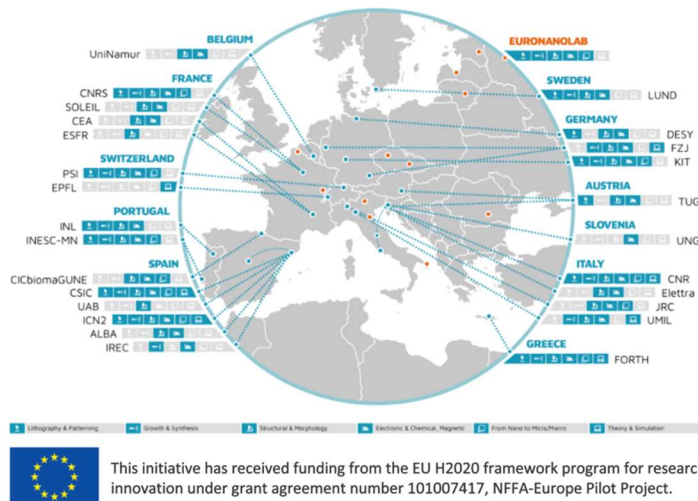 BELGIUM
UniNamur
FRANCE
CNRS
SOLEIL
CEA
ESFR
SWITZERLAND
PSI
EPFL
PORTUGAL
INL
INESC-MN
SPAIN
CICbiomaGUNE
CSIC
UAB
ICN2
ALBA
IREC
EURONANOLAB
SWEDEN
LUND
GERMANY
DESY
FZJ
KIT
AUSTRIA
TUG
SLOVENIA
UNG
ITALY
CNR
Elettra
JRC
UMIL
GREECE
FORTH
Lithography & Patterning
Growth & Synthesis
Structural & Morphology
Electronic & Chemical, Magnetic
From Nano to Micro/Macro
Theory & Simulation
This initiative has received funding from the EU H2020 framework program for researc
innovation under grant agreement number 101007417, NFFA-Europe Pilot Project.